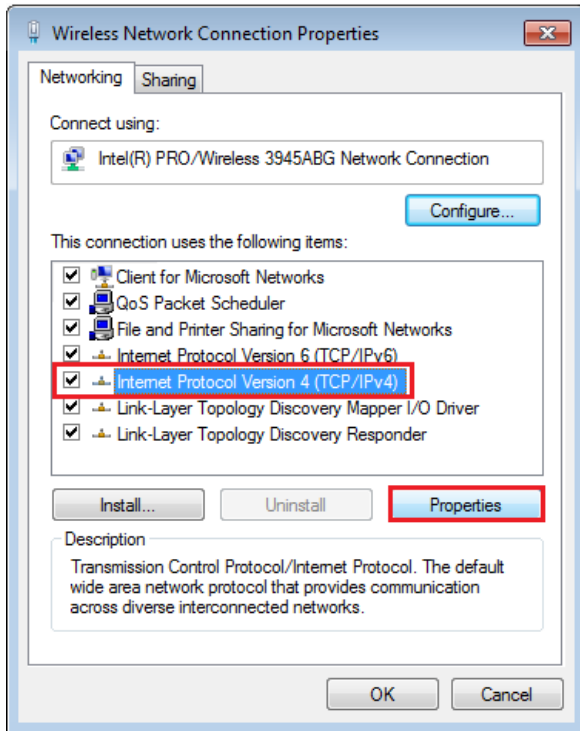 Wireless Network Connection Properties
Networking
Sharing
Connect using:
Intel(R) PRO/Wireless 3945ABG Network Connection
Configure...
This connection uses the following items:
Client for Microsoft Networks
QoS Packet Scheduler
File and Printer Sharing for Microsoft Networks
Internet Protocol Version 6 (TCP/IPv6)
Internet Protocol Version 4 (TCP/IPv4)
Link-Layer Topology Discovery Mapper I/O Driver
Link-Layer Topology Discovery Responder
Install...
Uninstall
Properties
Description
Transmission Control Protocol/Internet Protocol. The default
wide area network protocol that provides communication
across diverse interconnected networks.
OK
Cancel